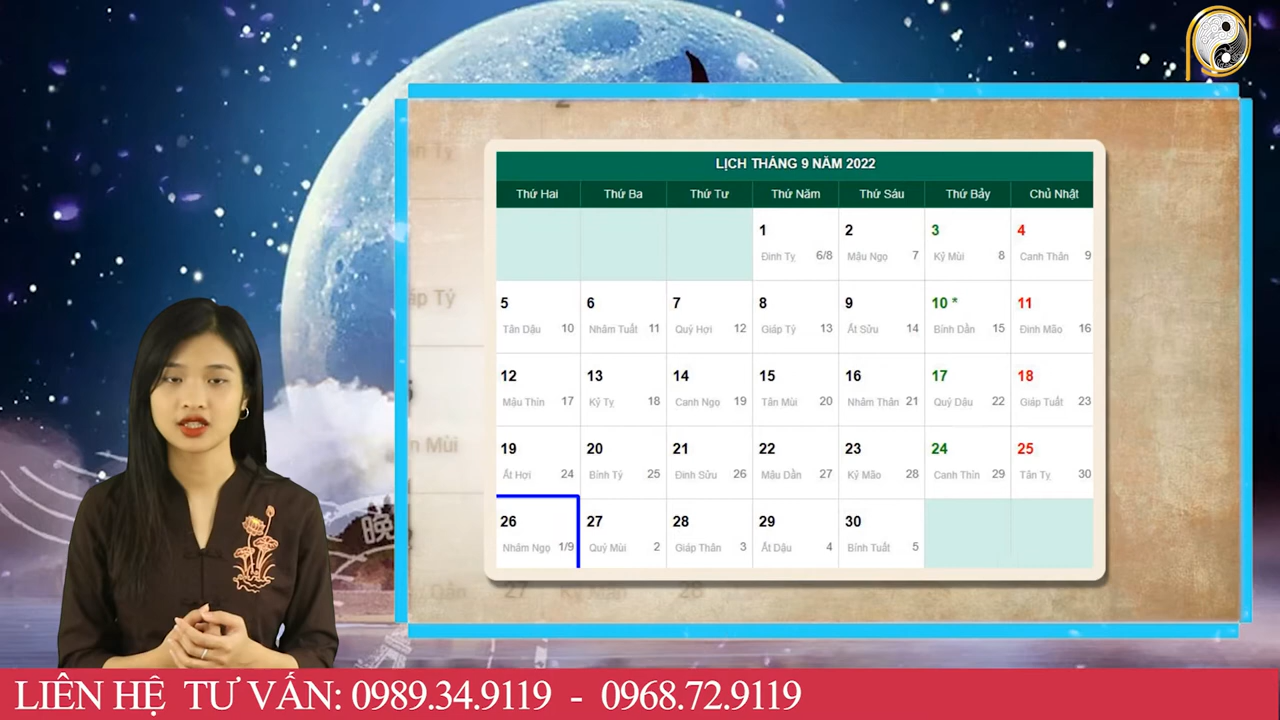 LỊCH THÁNG 9 NĂM 2022
Thứ Hai Thứ Ba Thứ Tư Thứ Năm Thứ Sáu Thứ Bảy Chủ Nhật
1 2 3 4
Đinh Tỵ 6/8 Mậu Ngọ 7 Kỷ Mùi 8 Canh Thân 9
5 6 7 8 9 10 * 11
Tân Dậu 10 Nhâm Tuất 11 Quý Hợi 12 Giáp Tý 13 Ất Sửu 14 Bính Dần 15 Đinh Mão 16
12 13 14 15 16 17 18
Mậu Thìn 17 Kỷ Tỵ 18 Canh Ngọ 19 Tân Mùi 20 Nhâm Thân 21 Quý Dậu 22 Giáp Tuất 23
19 20 21 22 23 24 25
Ất Hợi 24 Bính Tý 25 Đinh Sửu 26 Mậu Dần 27 Kỷ Mão 28 Canh Thìn 29 Tân Tỵ 30
26 27 28 29 30
Nhâm Ngọ 1/9 Quý Mùi 2 Giáp Thân 3 Ất Dậu 4 Bính Tuất 5
晚
27 28
LIÊN HỆ TƯ VẤN: 0989.34.9119 - 0968.72.9119